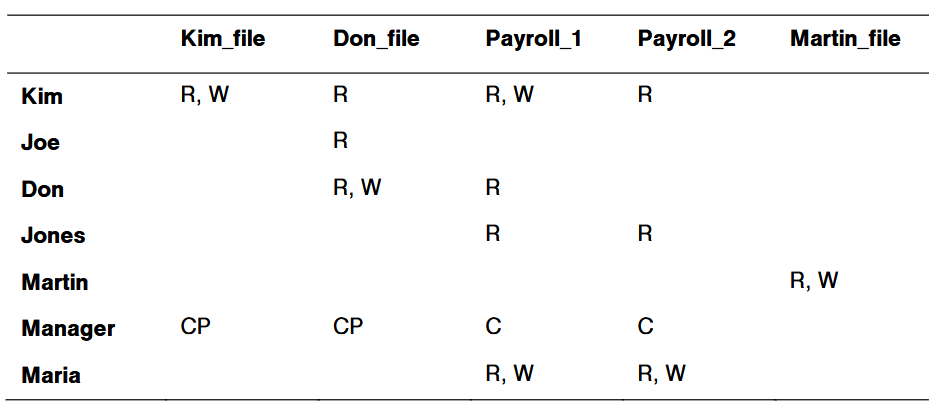 Kim_file Don_file Payroll_1 Payroll_2 Martin_file
Kim R, W R R, W R
Joe R
Don R, W R
Jones R R
Martin R, W
Manager CP CP C C
Maria R, W R, W